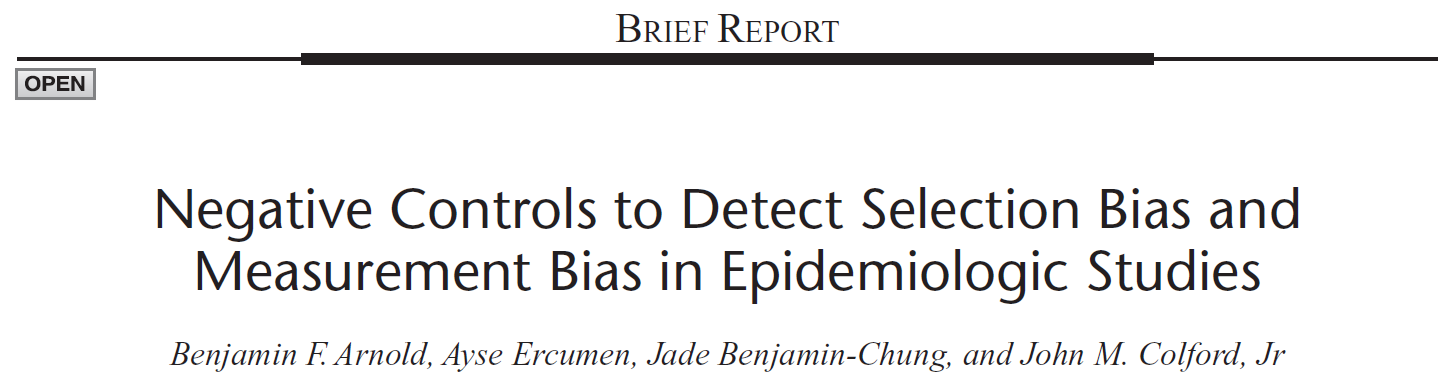 BRIEF REPORT
OPEN
Negative Controls to Detect Selection Bias and
Measurement Bias in Epidemiologic Studies
Benjamin F. Arnold, Ayse Ercumen, Jade Benjamin-Chung, and John M. Colford, Jr